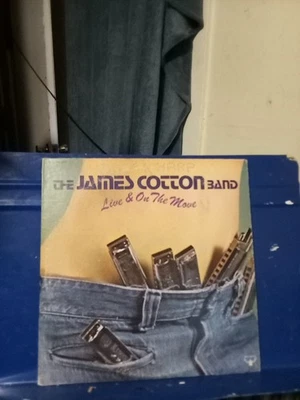 THE JAMES COTTON BAND
Live & On The Move